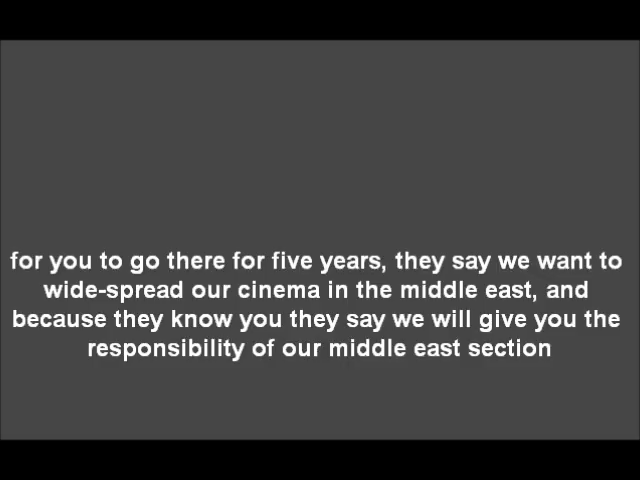 for you to go there for five years, they say we want to
wide-spread our cinema in the middle east, and
because they know you they say we will give you the
responsibility of our middle east section